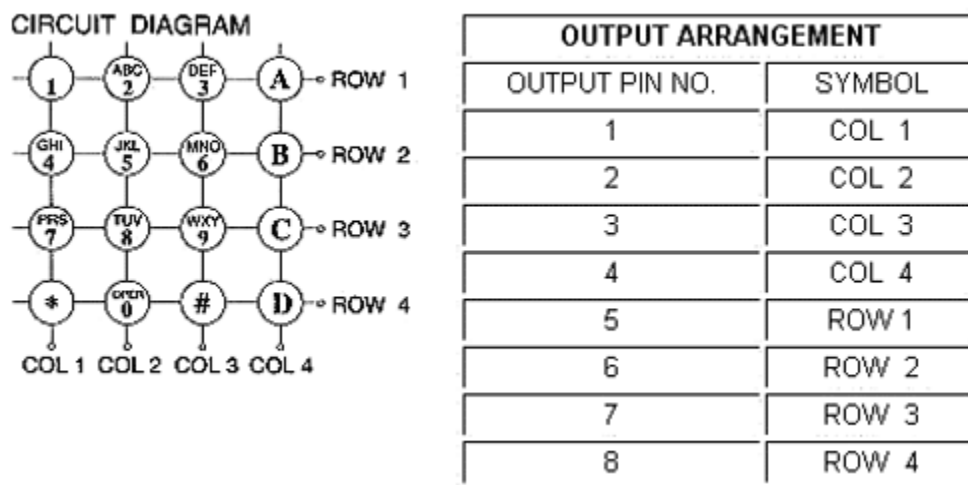 CIRCUIT DIAGRAM
1 ABC 2 DEF 3 A ROW 1
GHI 4 JKL 5 MNO 6 B ROW 2
PRS 7 TUV 8 WXY 9 C ROW 3
* OPER 0 # D ROW 4
COL 1 COL 2 COL 3 COL 4
OUTPUT ARRANGEMENT
OUTPUT PIN NO. SYMBOL
1 COL 1
2 COL 2
3 COL 3
4 COL 4
5 ROW 1
6 ROW 2
7 ROW 3
8 ROW 4